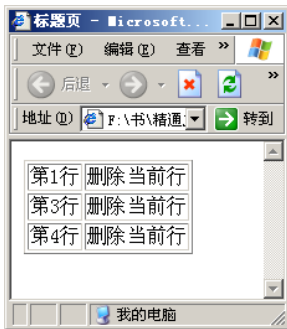 标题页 - Microsoft...
文件(F) 编辑(E) 查看 »
后退 »
地址(D) F:\书\精通: 转到
第1行 删除当前行
第3行 删除当前行
第4行 删除当前行
我的电脑